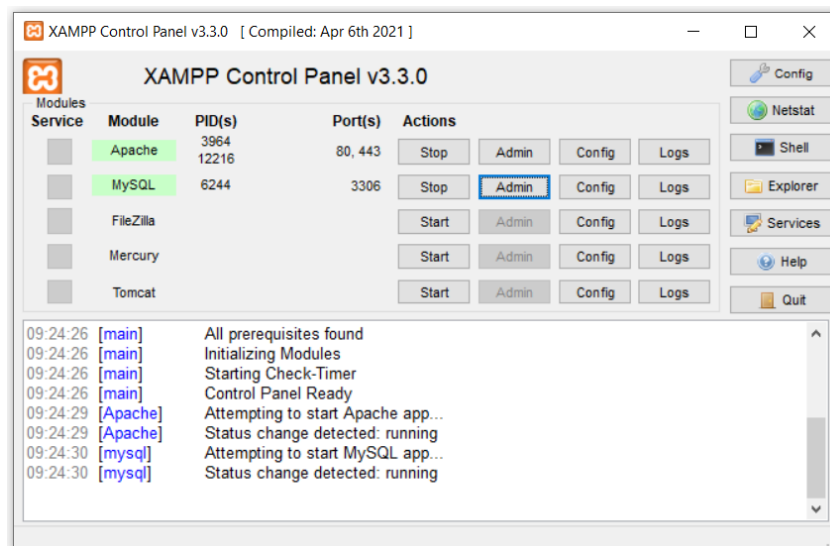 XAMPP Control Panel v3.3.0 [ Compiled: Apr 6th 2021 ]
XAMPP Control Panel v3.3.0
Config
Modules
Service Module PID(s) Port(s) Actions
Netstat
Apache 3964 12216 80, 443 Stop Admin Config Logs
Shell
MySQL 6244 3306 Stop Admin Config Logs
Explorer
FileZilla Start Admin Config Logs
Services
Mercury Start Admin Config Logs
Help
Tomcat Start Admin Config Logs
Quit
09:24:26 [main] All prerequisites found
09:24:26 [main] Initializing Modules
09:24:26 [main] Starting Check-Timer
09:24:26 [main] Control Panel Ready
09:24:29 [Apache] Attempting to start Apache app...
09:24:29 [Apache] Status change detected: running
09:24:30 [mysql] Attempting to start MySQL app...
09:24:30 [mysql] Status change detected: running